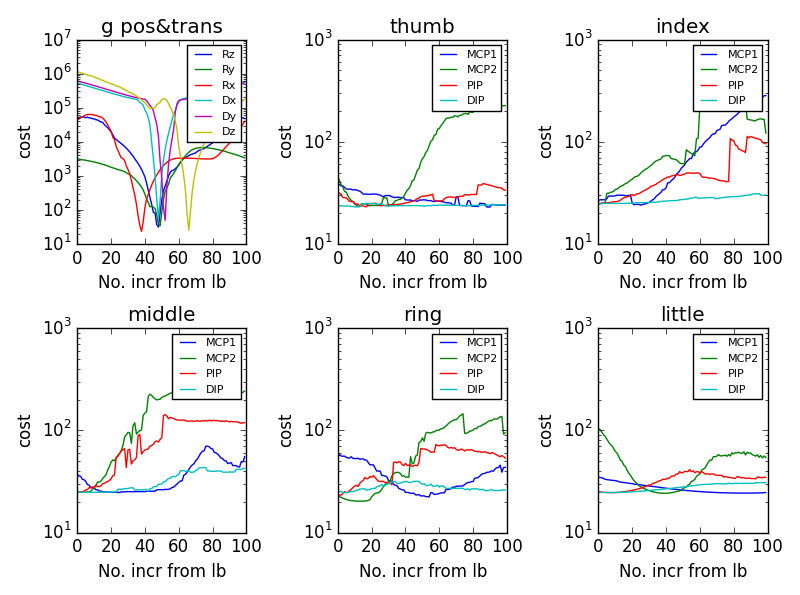 g pos&trans
10^7
10^6
10^5
10^4
10^3
10^2
10^1
cost
0 20 40 60 80 100
No. incr from lb
Rz
Ry
Rx
Dx
Dy
Dz
thumb
10^3
10^2
10^1
cost
0 20 40 60 80 100
No. incr from lb
MCP1
MCP2
PIP
DIP
index
10^3
10^2
10^1
cost
0 20 40 60 80 100
No. incr from lb
MCP1
MCP2
PIP
DIP
middle
10^3
10^2
10^1
cost
0 20 40 60 80 100
No. incr from lb
MCP1
MCP2
PIP
DIP
ring
10^3
10^2
10^1
cost
0 20 40 60 80 100
No. incr from lb
MCP1
MCP2
PIP
DIP
little
10^3
10^2
10^1
cost
0 20 40 60 80 100
No. incr from lb
MCP1
MCP2
PIP
DIP